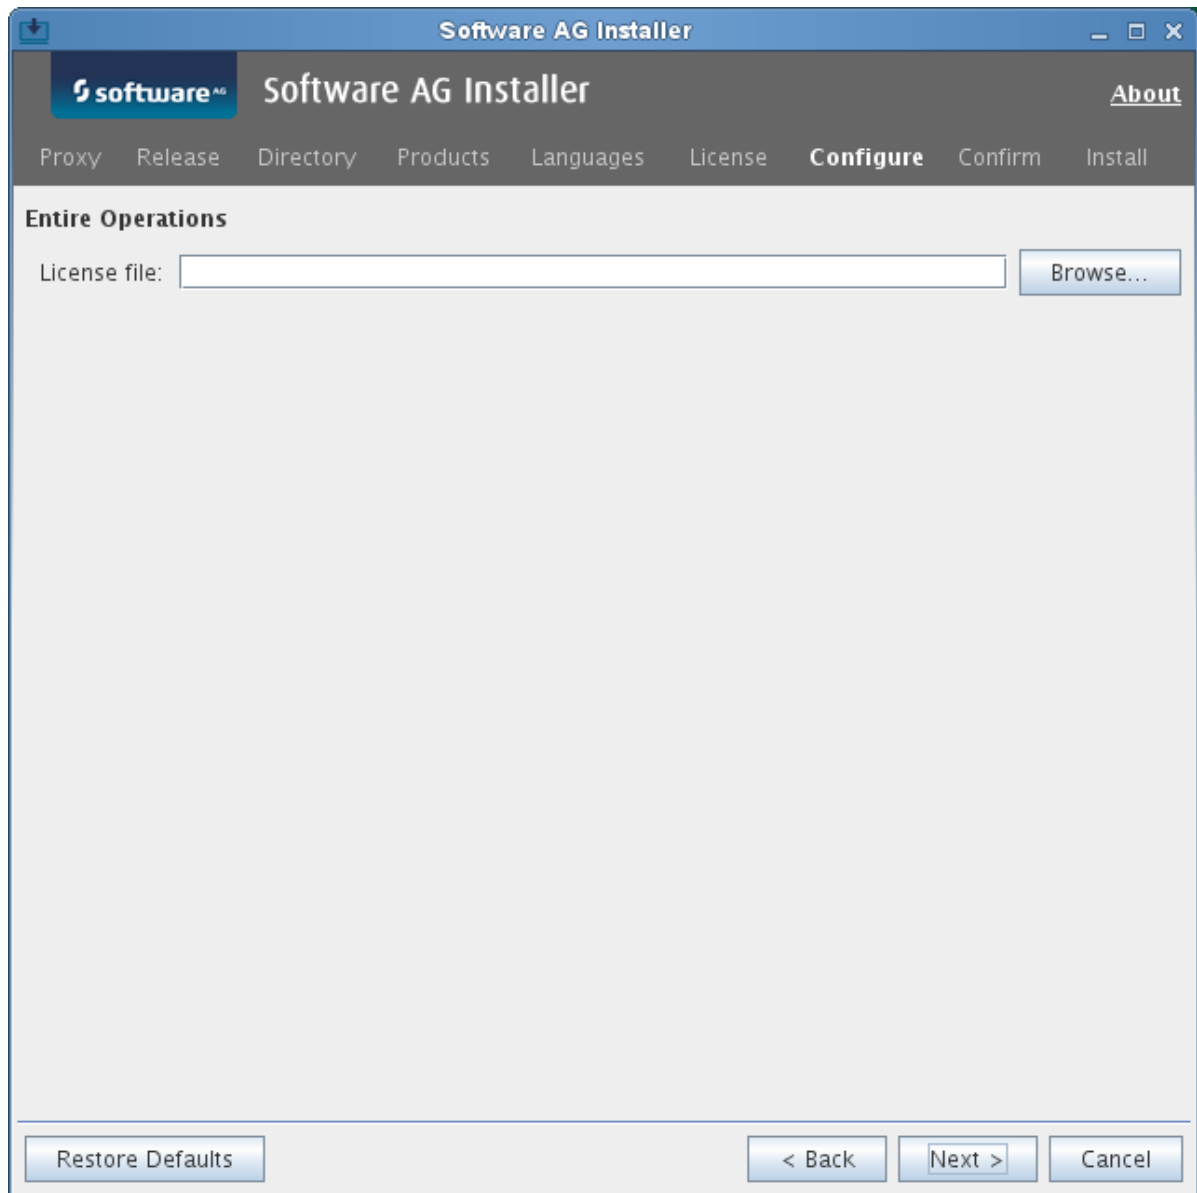 Software AG Installer
software AG Software AG Installer About
Proxy Release Directory Products Languages License Configure Confirm Install
Entire Operations
License file: Browse...
Restore Defaults < Back Next > Cancel